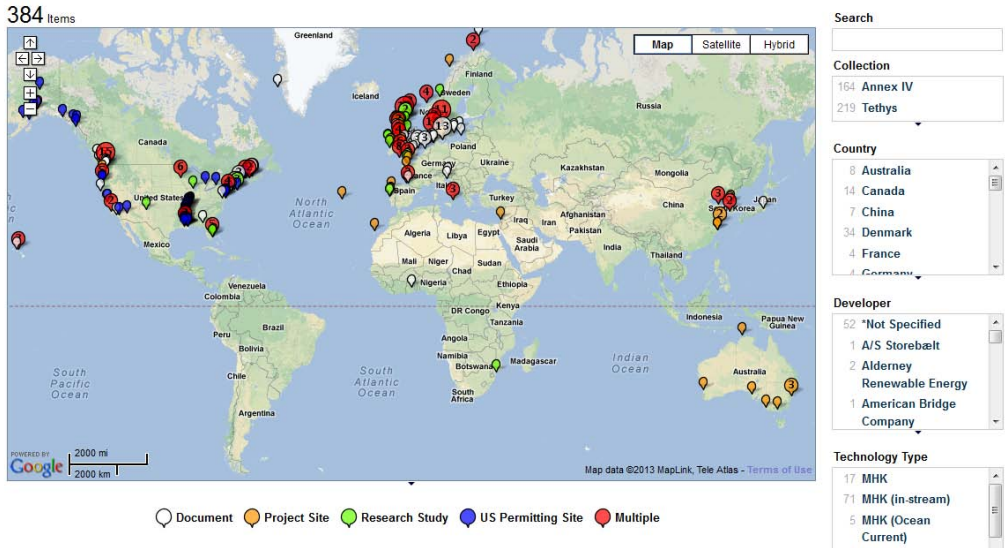 384 Items
Greenland
Map Satellite Hybrid
Iceland
Finland
Sweden
Russia
Canada
Poland
Germany
Ukraine
France
Kazakhstan
Mongolia
United States
Spain
Turkey
North
Atlantic
Ocean
China
South Korea
Japan
Algeria
Libya
Egypt
Iraq
Iran
Afghanistan
Pakistan
Saudi
Arabia
India
Mexico
Mali
Niger
Chad
Sudan
Nigeria
Ethiopia
Thailand
Venezuela
Colombia
Kenya
DR Congo
Tanzania
Indonesia
Papua New
Guinea
Peru
Brazil
Bolivia
Angola
Namibia
Botswana
Madagascar
Chile
South
Pacific
Ocean
South
Atlantic
Ocean
Indian
Ocean
Australia
South
Africa
Argentina
POWERED BY
Google
2000 mi
2000 km
Map data ©2013 MapLink, Tele Atlas - Terms of Use
Document Project Site Research Study US Permitting Site Multiple
Search
Collection
164 Annex IV
219 Tethys
Country
8 Australia
14 Canada
7 China
34 Denmark
4 France
4 Germany
Developer
52 *Not Specified
1 A/S Storebælt
2 Alderney
Renewable Energy
1 American Bridge
Company
Technology Type
17 MHK
71 MHK (in-stream)
5 MHK (Ocean
Current)